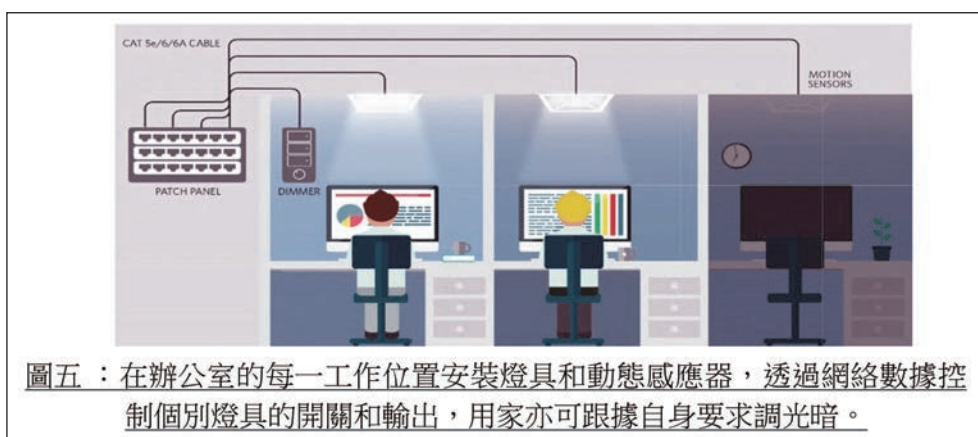 CAT 5e/6/6A CABLE
MOTION
SENSORS
PATCH PANEL
DIMMER
圖五 ：在辦公室的每一工作位置安裝燈具和動態感應器，透過網絡數據控
制個別燈具的開關和輸出，用家亦可跟據自身要求調光暗。